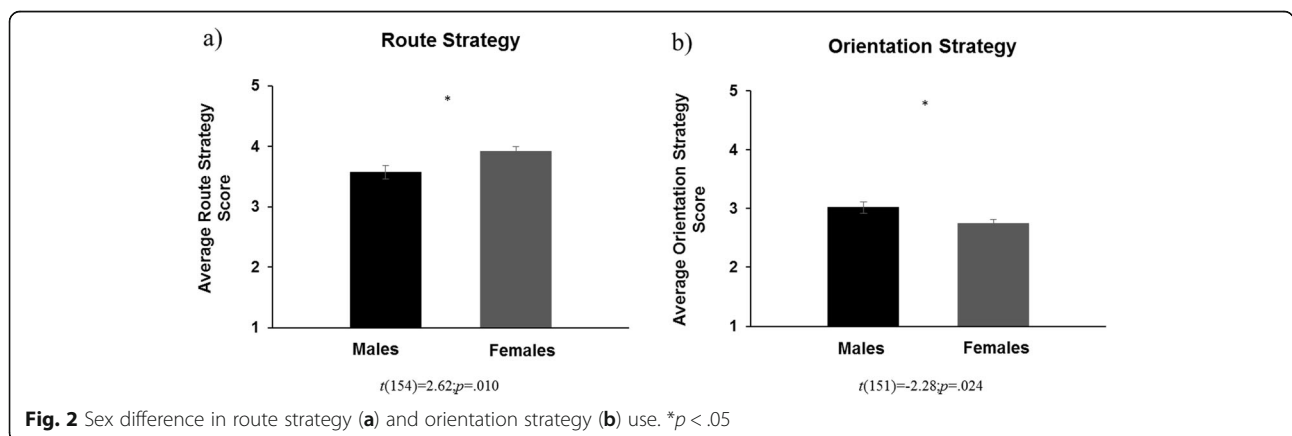 a)
Route Strategy
Average Route Strategy
Score
5
4
3
2
1
*
Males
Females
t(154)=2.62;p=.010
b)
Orientation Strategy
Average Orientation Strategy
Score
5
4
3
2
1
*
Males
Females
t(151)=-2.28;p=.024
Fig. 2 Sex difference in route strategy (a) and orientation strategy (b) use. *p < .05